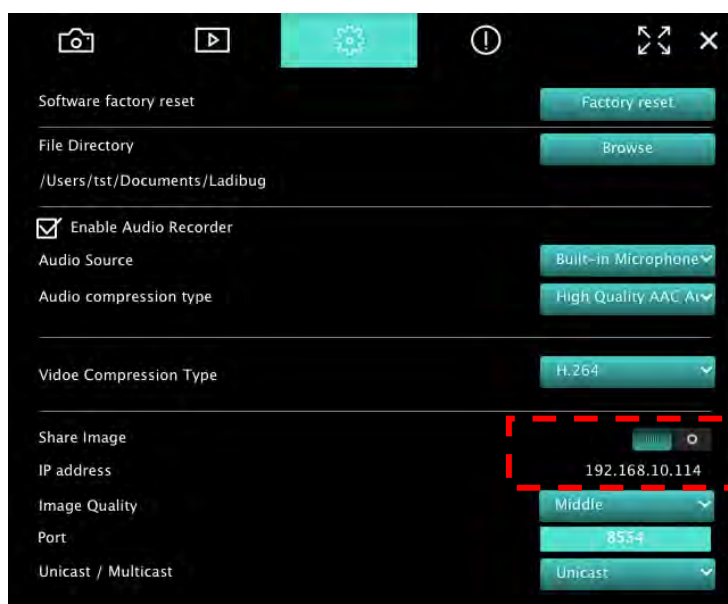 Software factory reset Factory reset
File Directory Browse
/Users/tst/Documents/Ladibug
Enable Audio Recorder
Audio Source Built-in Microphone
Audio compression type High Quality AAC Au
Vidoe Compression Type H.264
Share Image
IP address 192.168.10.114
Image Quality Middle
Port 8554
Unicast / Multicast Unicast